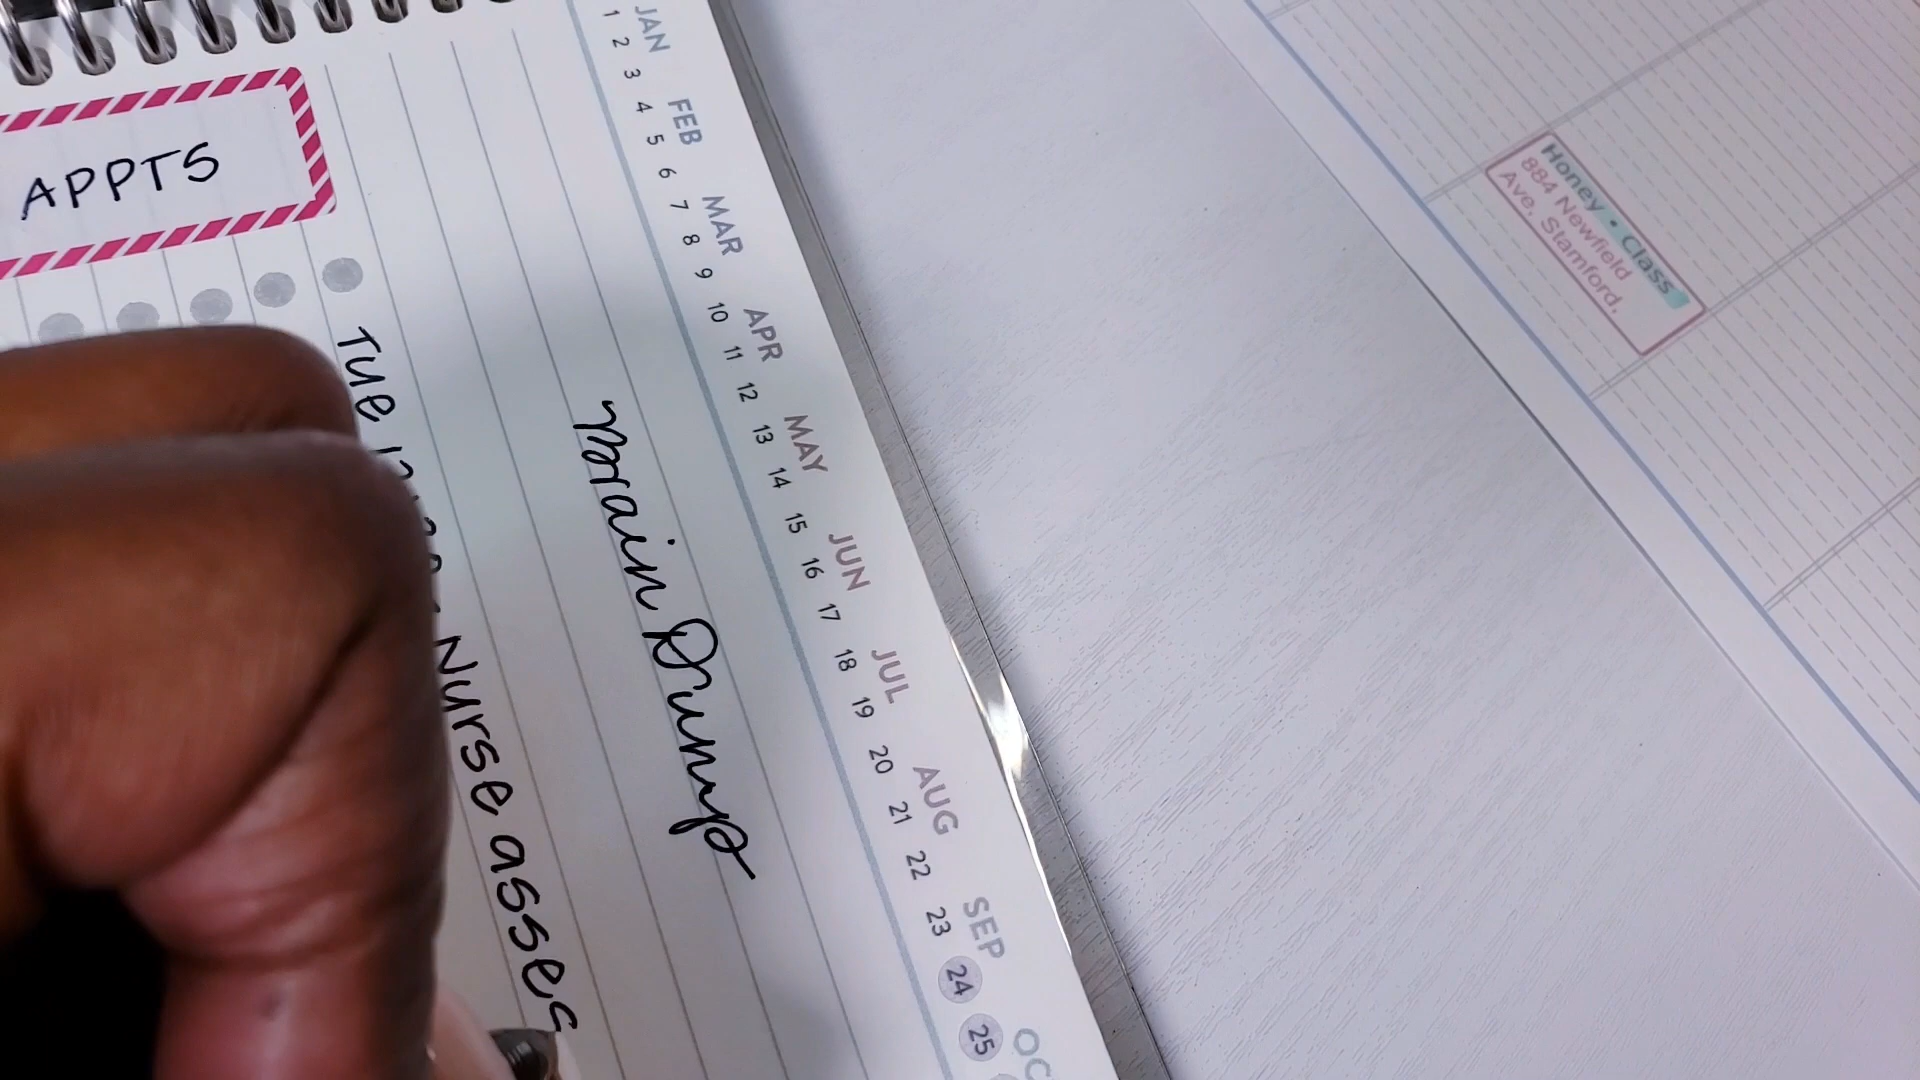 APPTS
Brain Dump
Tue
Nurse asses
JAN FEB MAR APR MAY JUN JUL AUG SEP
1 2 3 4 5 6 7 8 9 10 11 12 13 14 15 16 17 18 19 20 21 22 23 24 25
Honey • Class
884 Newfield
Ave, Stamford,